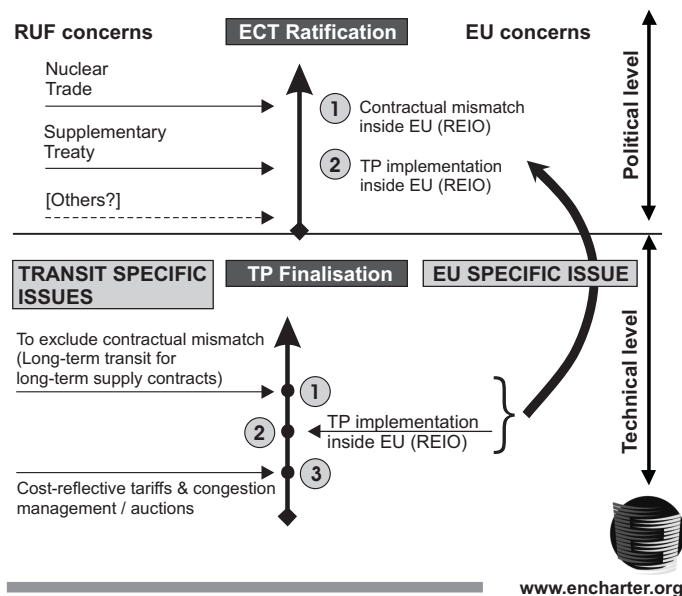 RUF concerns
ECT Ratification
EU concerns
Nuclear
Trade
Supplementary
Treaty
[Others?]
1
Contractual mismatch
inside EU (REIO)
2
TP implementation
inside EU (REIO)
Political level
TRANSIT SPECIFIC
ISSUES
TP Finalisation
EU SPECIFIC ISSUE
To exclude contractual mismatch
(Long-term transit for
long-term supply contracts)
1
2
TP implementation
inside EU (REIO)
3
Cost-reflective tariffs & congestion
management / auctions
Technical level
www.encharter.org